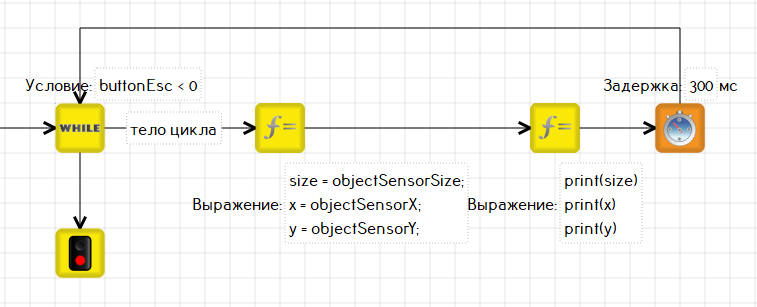 Условие: buttonEsc < 0
Задержка: 300 мс
WHILE
тело цикла
f=
f=
Выражение:
size = objectSensorSize;
x = objectSensorX;
y = objectSensorY;
Выражение:
print(size)
print(x)
print(y)